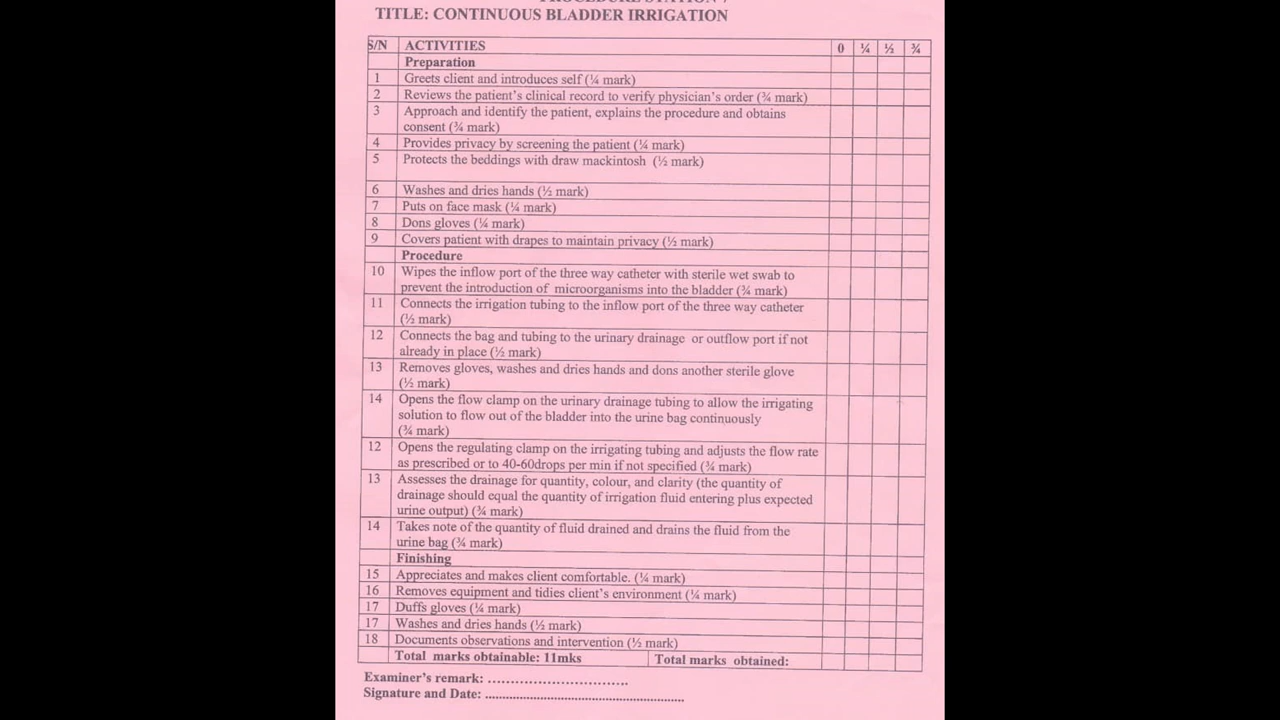 PROCEDURE STATION 7
TITLE: CONTINUOUS BLADDER IRRIGATION
S/N ACTIVITIES 0 ¼ ½ ¾
Preparation
1 Greets client and introduces self (¼ mark)
2 Reviews the patient's clinical record to verify physician's order (¾ mark)
3 Approach and identify the patient, explains the procedure and obtains
consent (¾ mark)
4 Provides privacy by screening the patient (¼ mark)
5 Protects the beddings with draw mackintosh (½ mark)
6 Washes and dries hands (½ mark)
7 Puts on face mask (¼ mark)
8 Dons gloves (¼ mark)
9 Covers patient with drapes to maintain privacy (½ mark)
Procedure
10 Wipes the inflow port of the three way catheter with sterile wet swab to
prevent the introduction of microorganisms into the bladder (¾ mark)
11 Connects the irrigation tubing to the inflow port of the three way catheter
(½ mark)
12 Connects the bag and tubing to the urinary drainage or outflow port if not
already in place (½ mark)
13 Removes gloves, washes and dries hands and dons another sterile glove
(½ mark)
14 Opens the flow clamp on the urinary drainage tubing to allow the irrigating
solution to flow out of the bladder into the urine bag continuously
(¾ mark)
12 Opens the regulating clamp on the irrigating tubing and adjusts the flow rate
as prescribed or to 40-60drops per min if not specified (¾ mark)
13 Assesses the drainage for quantity, colour, and clarity (the quantity of
drainage should equal the quantity of irrigation fluid entering plus expected
urine output) (¾ mark)
14 Takes note of the quantity of fluid drained and drains the fluid from the
urine bag (¾ mark)
Finishing
15 Appreciates and makes client comfortable. (¼ mark)
16 Removes equipment and tidies client's environment (¼ mark)
17 Duffs gloves (¼ mark)
17 Washes and dries hands (½ mark)
18 Documents observations and intervention (½ mark)
Total marks obtainable: 11mks Total marks obtained:
Examiner's remark: ..............................
Signature and Date: ............................................................